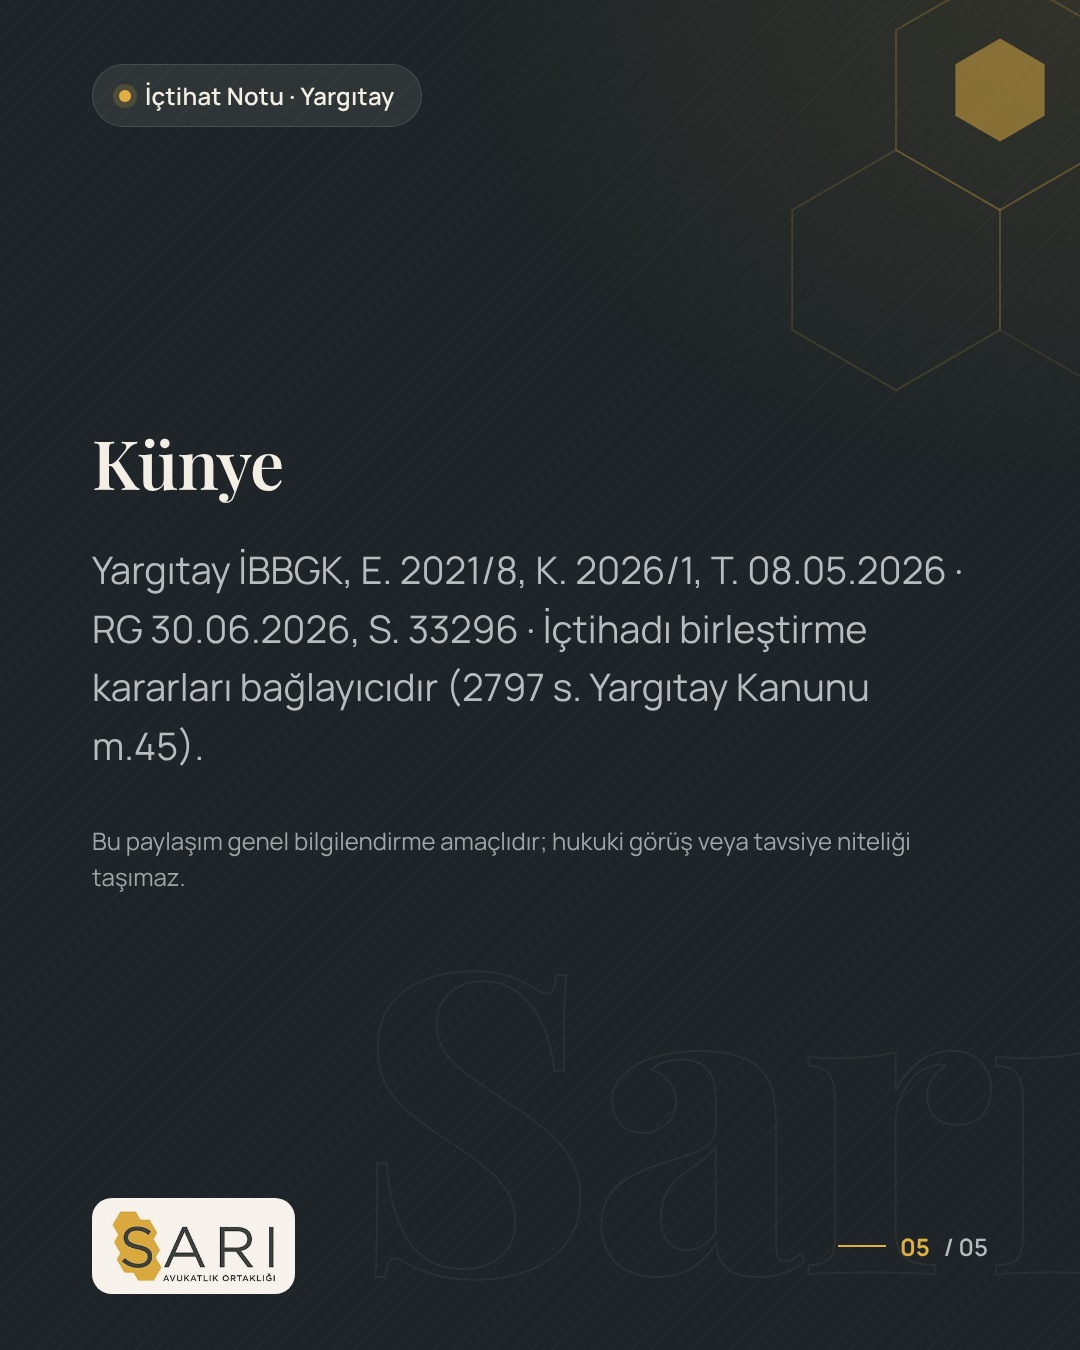 İçtihat Notu · Yargıtay
Künye
Yargıtay İBBGK, E. 2021/8, K. 2026/1, T. 08.05.2026 ·
RG 30.06.2026, S. 33296 · İçtihadı birleştirme
kararları bağlayıcıdır (2797 s. Yargıtay Kanunu
m.45).
Bu paylaşım genel bilgilendirme amaçlıdır; hukuki görüş veya tavsiye niteliği
taşımaz.
Sarı
SARI
AVUKATLIK ORTAKLIĞI
05 / 05